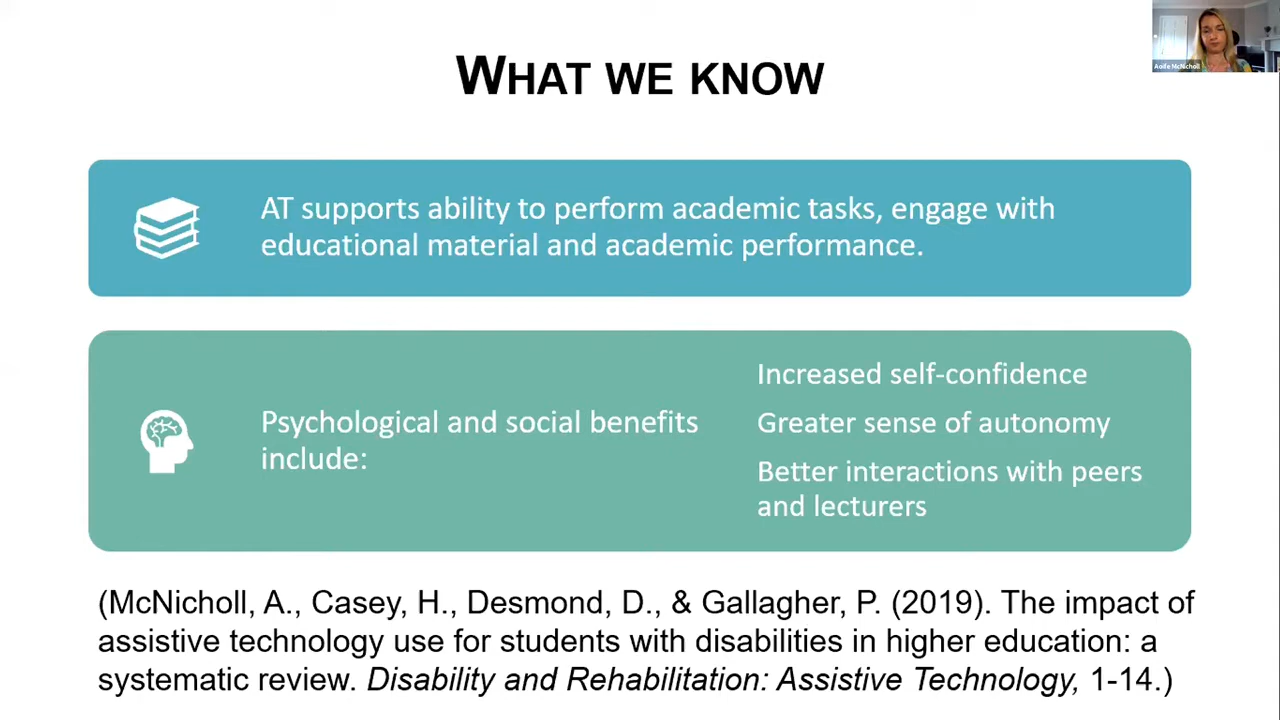 WHAT WE KNOW
Aoife McNicholl
AT supports ability to perform academic tasks, engage with
educational material and academic performance.
Psychological and social benefits
include:
Increased self-confidence
Greater sense of autonomy
Better interactions with peers
and lecturers
(McNicholl, A., Casey, H., Desmond, D., & Gallagher, P. (2019). The impact of
assistive technology use for students with disabilities in higher education: a
systematic review. Disability and Rehabilitation: Assistive Technology, 1-14.)